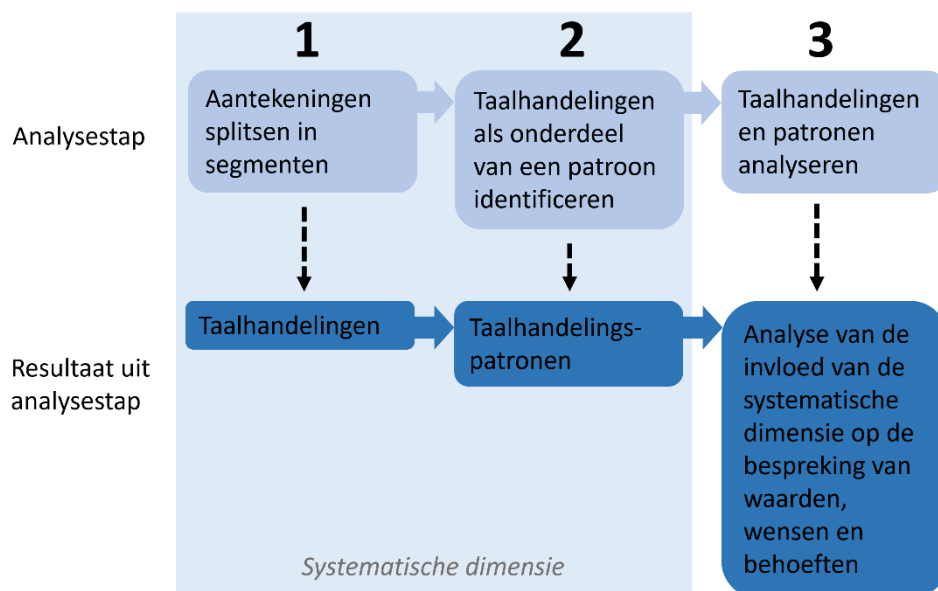 1
2
3
Analysestap
Aantekeningen
splitsen in
segmenten
Taalhandelingen
als onderdeel
van een patroon
identificeren
Taalhandelingen
en patronen
analyseren
Resultaat uit
analysestap
Taalhandelingen
Taalhandelings-
patronen
Analyse van de
invloed van de
systematische
dimensie op de
bespreking van
waarden,
wensen en
behoeften
Systematische dimensie